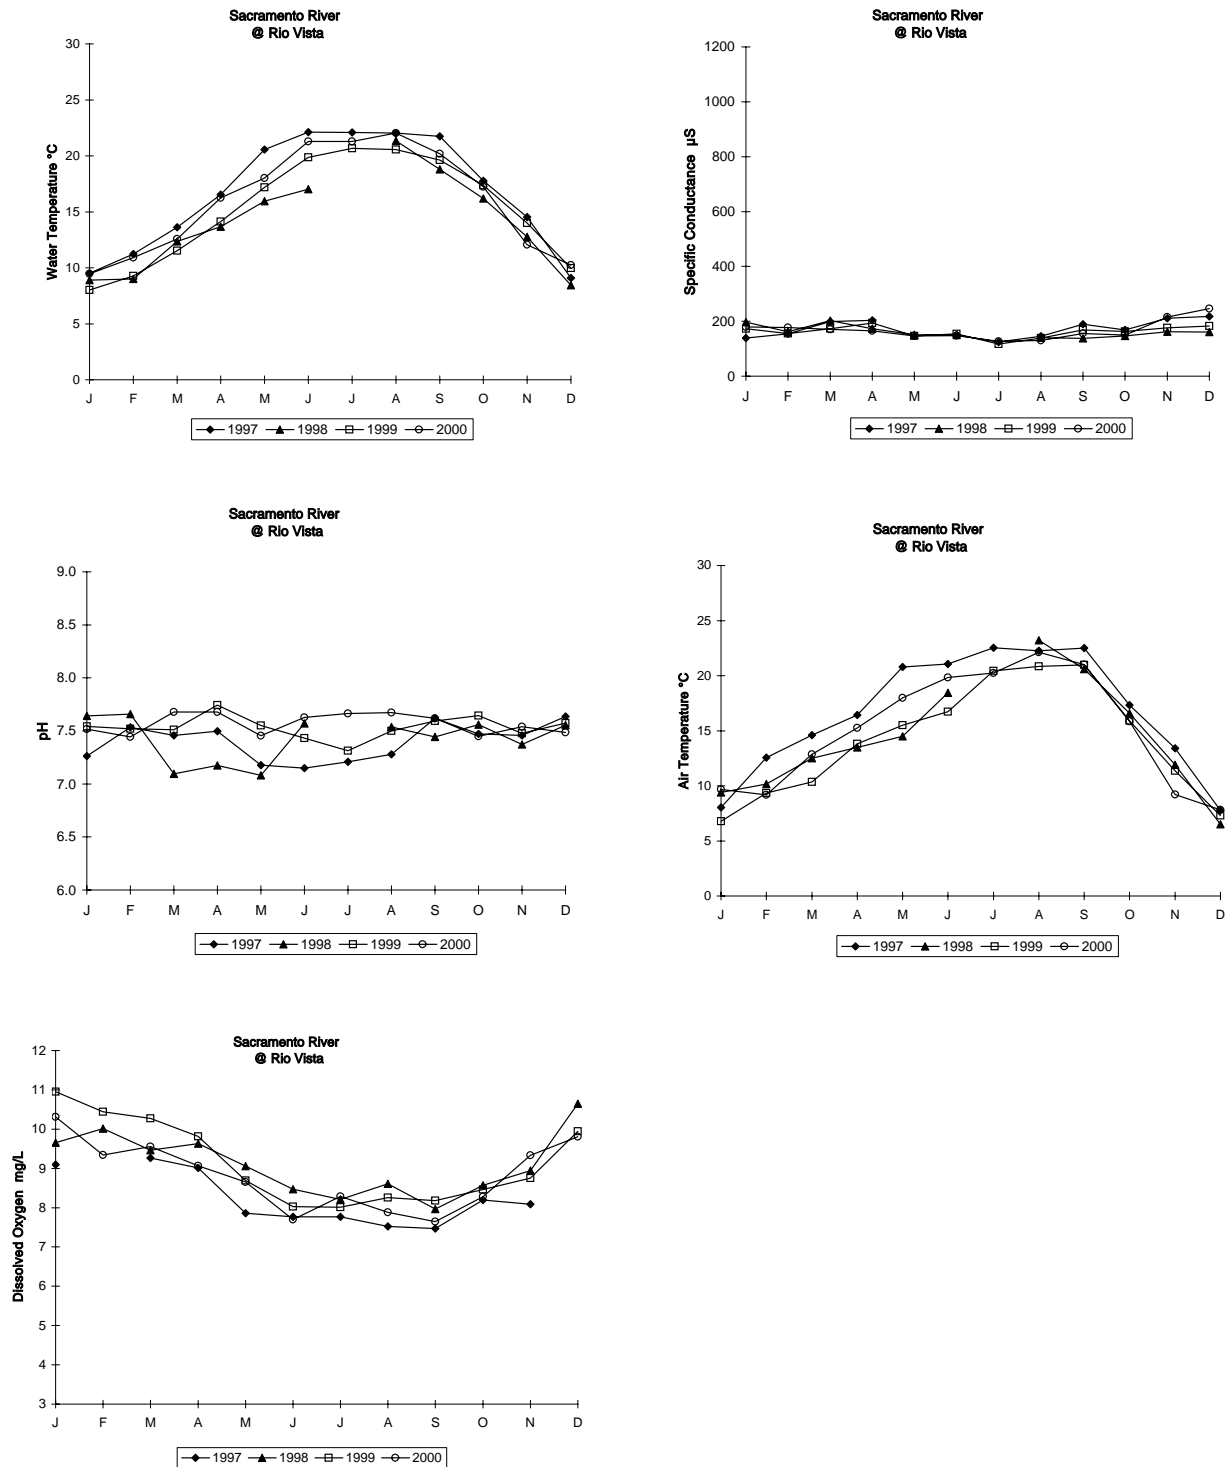 Sacramento River
@ Rio Vista
30
25
20
15
10
5
0
Water Temperature °C
J F M A M J J A S O N D
1997 1998 1999 2000
Sacramento River
@ Rio Vista
1200
1000
800
600
400
200
0
Specific Conductance µS
J F M A M J J A S O N D
1997 1998 1999 2000
Sacramento River
@ Rio Vista
9.0
8.5
8.0
7.5
7.0
6.5
6.0
pH
J F M A M J J A S O N D
1997 1998 1999 2000
Sacramento River
@ Rio Vista
30
25
20
15
10
5
0
Air Temperature °C
J F M A M J J A S O N D
1997 1998 1999 2000
Sacramento River
@ Rio Vista
12
11
10
9
8
7
6
5
4
3
Dissolved Oxygen mg/L
J F M A M J J A S O N D
1997 1998 1999 2000